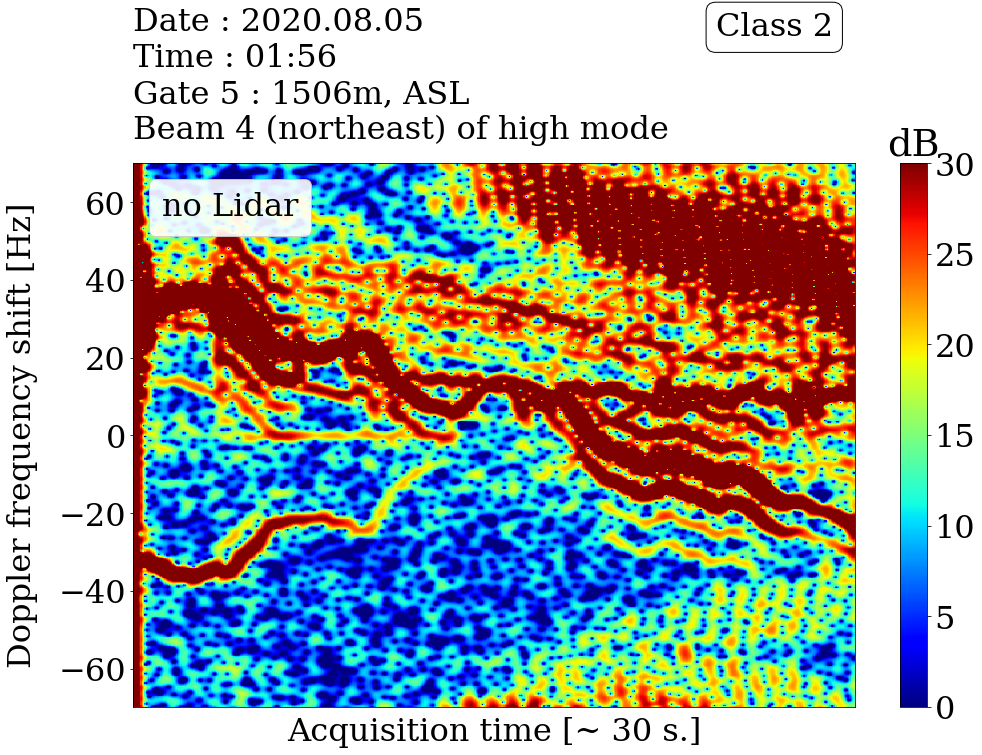 Date : 2020.08.05
Time : 01:56
Gate 5 : 1506m, ASL
Beam 4 (northeast) of high mode
Class 2
dB
no Lidar
Doppler frequency shift [Hz]
60
40
20
0
−20
−40
−60
30
25
20
15
10
5
0
Acquisition time [~ 30 s.]